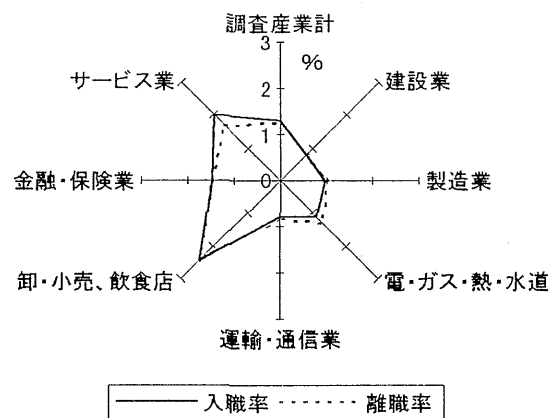 調査産業計
3
%
サービス業
建設業
2
1
金融・保険業
0
製造業
卸・小売、飲食店
電・ガス・熱・水道
運輸・通信業
入職率 離職率